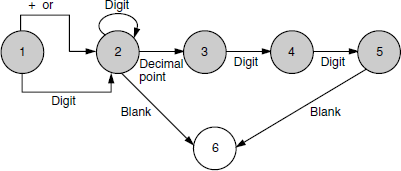 + or
Digit
1
2
3
4
5
Decimal
point
Digit
Digit
Digit
Blank
Blank
6